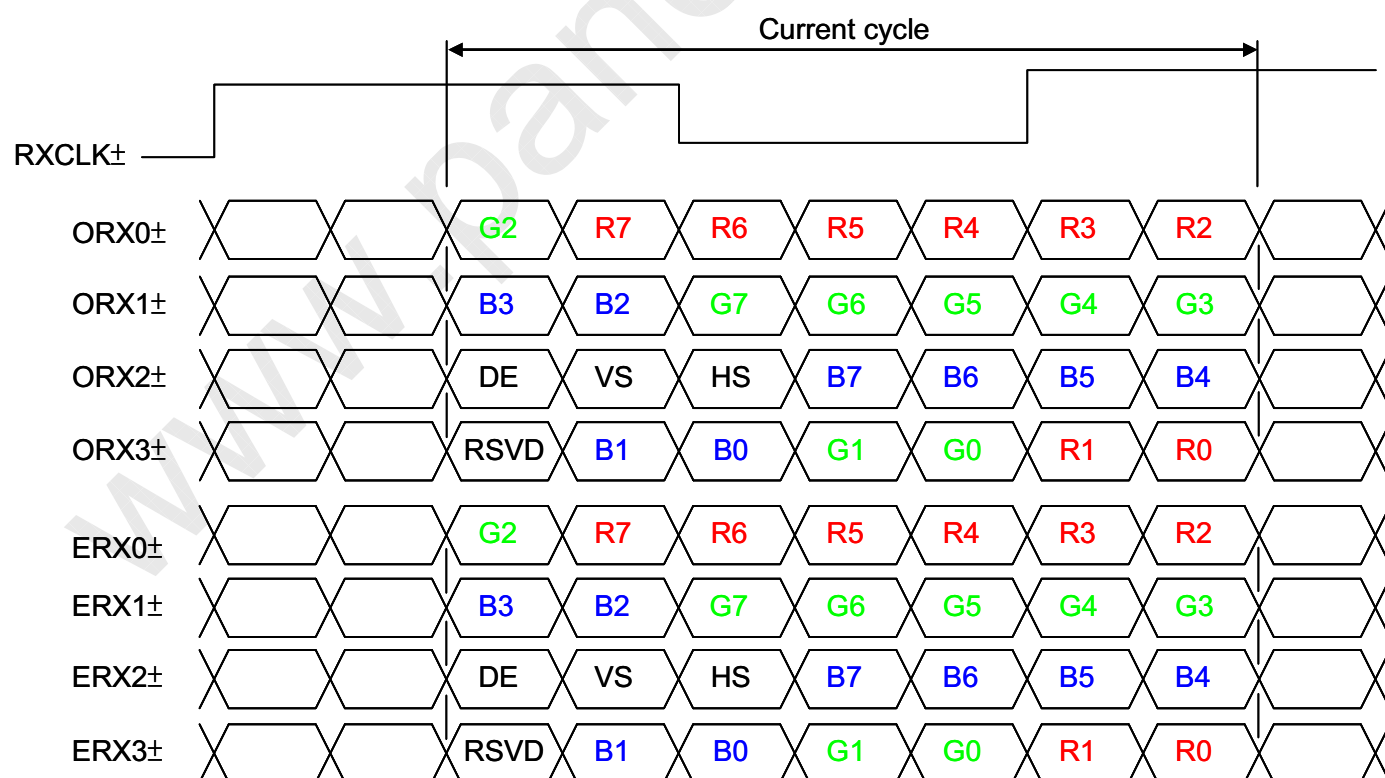 Current cycle
RXCLK±
ORX0± G2 R7 R6 R5 R4 R3 R2
ORX1± B3 B2 G7 G6 G5 G4 G3
ORX2± DE VS HS B7 B6 B5 B4
ORX3± RSVD B1 B0 G1 G0 R1 R0
ERX0± G2 R7 R6 R5 R4 R3 R2
ERX1± B3 B2 G7 G6 G5 G4 G3
ERX2± DE VS HS B7 B6 B5 B4
ERX3± RSVD B1 B0 G1 G0 R1 R0